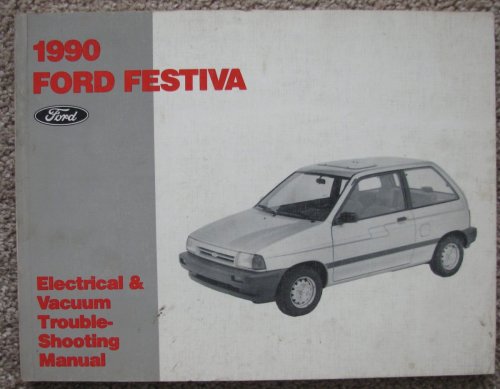 1990
FORD FESTIVA
Ford
Electrical &
Vacuum
Trouble-
Shooting
Manual